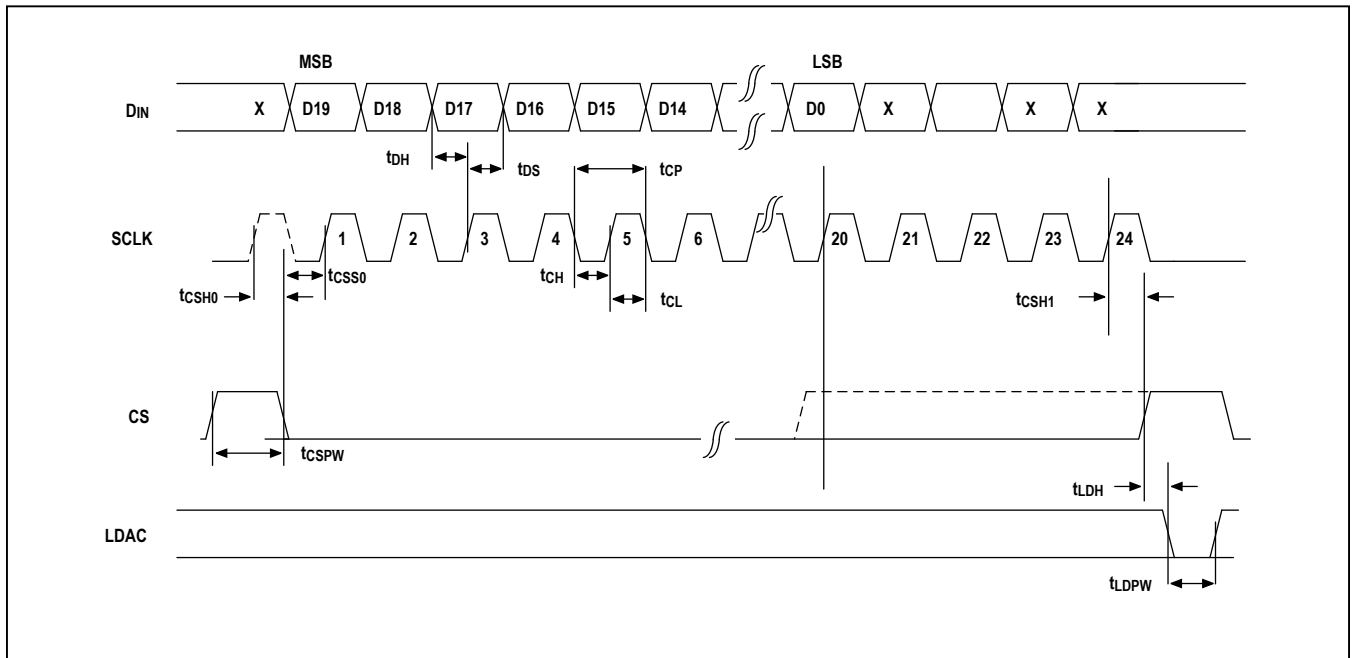 MSB LSB
DIN X D19 D18 D17 D16 D15 D14 D0 X X X
tDH tDS tCP
SCLK 1 2 3 4 5 6 20 21 22 23 24
tCSH0 tCSS0 tCH tCL tCSH1
CS
tCSPW
tLDH
LDAC
tLDPW